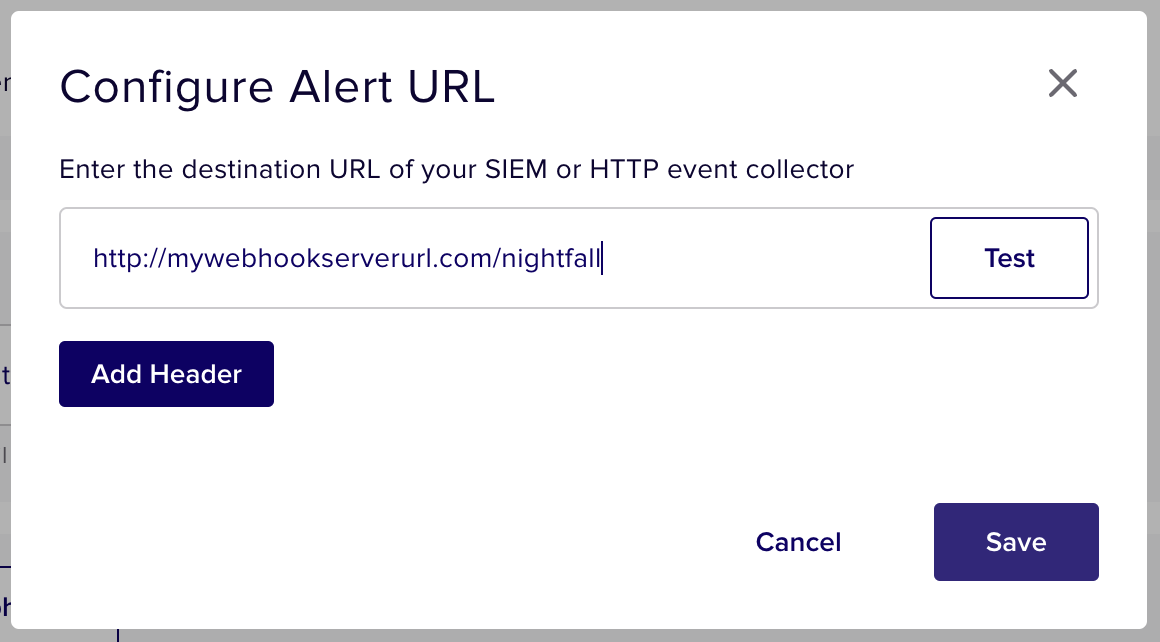 Configure Alert URL
Enter the destination URL of your SIEM or HTTP event collector
http://mywebhookserverurl.com/nightfall
Test
Add Header
Cancel
Save